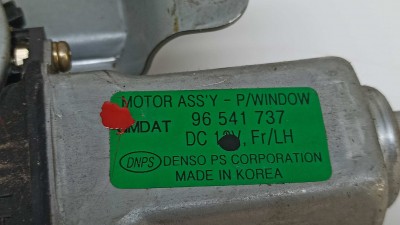 MOTOR ASS'Y - P/WINDOW
96 541 737
DC 12V, Fr/LH
DNPS DENSO PS CORPORATION
MADE IN KOREA